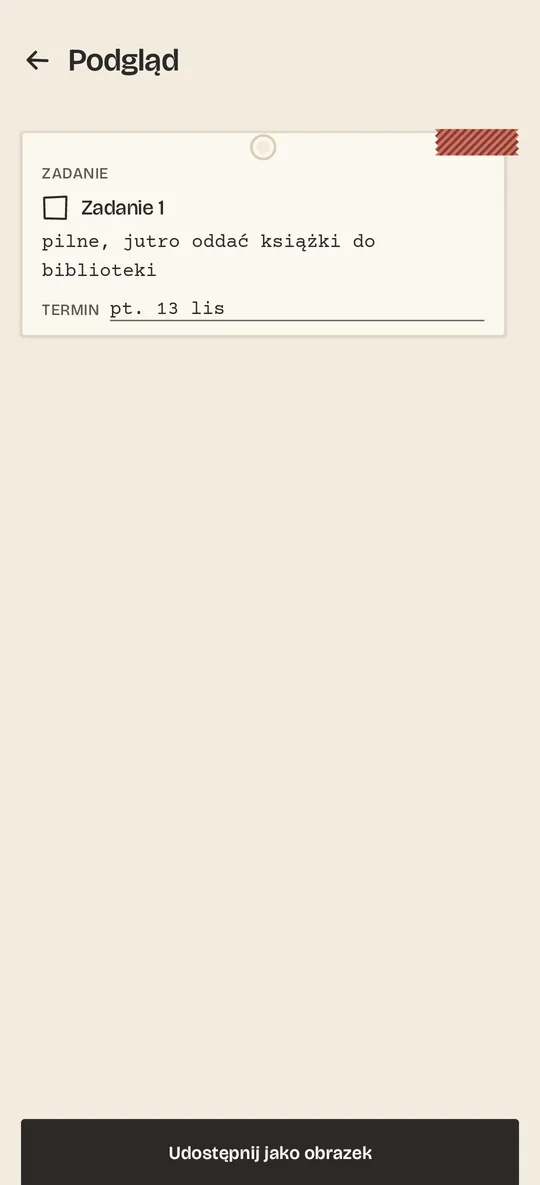 Podgląd
ZADANIE
Zadanie 1
pilne, jutro oddać książki do
biblioteki
TERMIN pt. 13 lis
Udostępnij jako obrazek